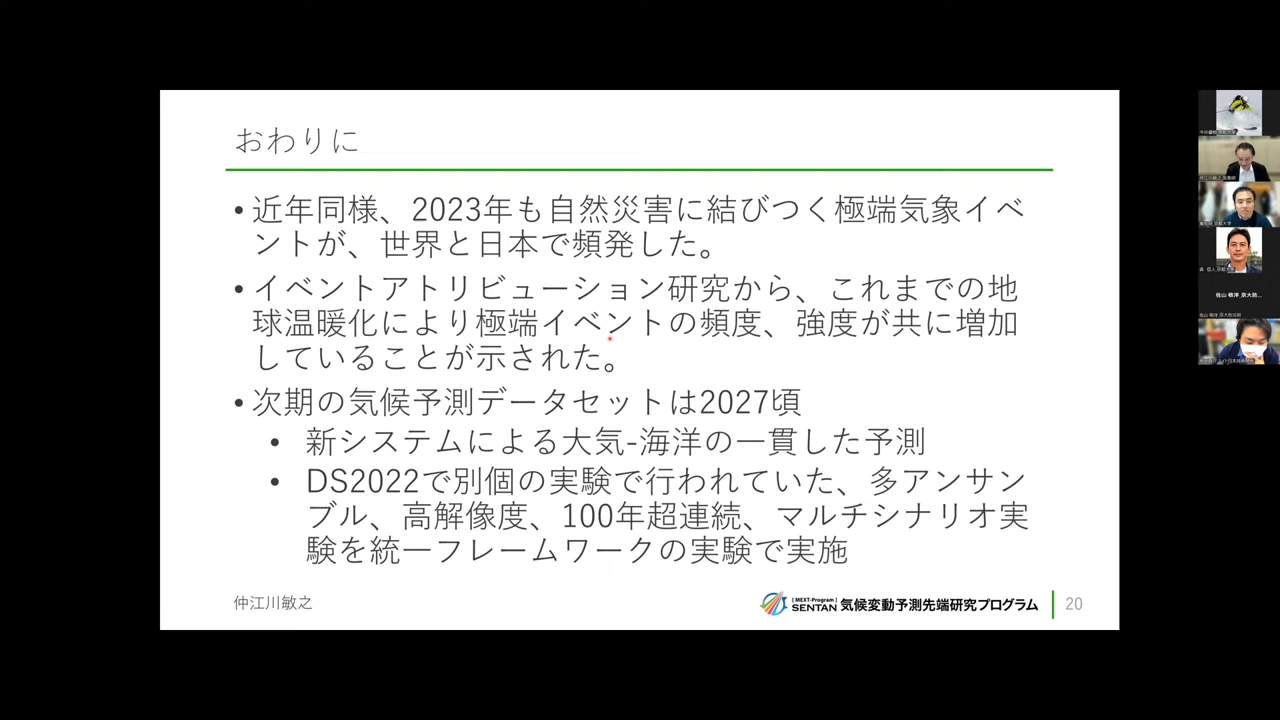 おわりに
• 近年同様、2023年も自然災害に結びつく極端気象イベ
ントが、世界と日本で頻発した。
• イベントアトリビューション研究から、これまでの地
球温暖化により極端イベントの頻度、強度が共に増加
していることが示された。
• 次期の気候予測データセットは2027頃
• 新システムによる大気-海洋の一貫した予測
• DS2022で別個の実験で行われていた、多アンサン
ブル、高解像度、100年超連続、マルチシナリオ実
験を統一フレームワークの実験で実施
仲江川敏之
[ MEXT-Program ]
SENTAN 気候変動予測先端研究プログラム
20
佐山 敬洋_京大防...